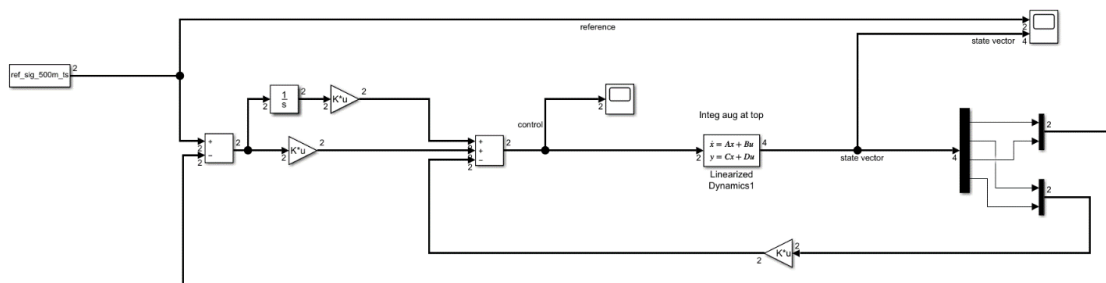 2
reference
2
state vector
4
ref_sig_500m_ts
2
1
s
2
2
K*u
2
2
2
control
Integ aug at top
+
−
2
2
2
K*u
2
2
+
+
−
2
2
2
2
ẋ = Ax + Bu
y = Cx + Du
2
4
state vector
4
2
Linearized
Dynamics1
2
K*u
2
2